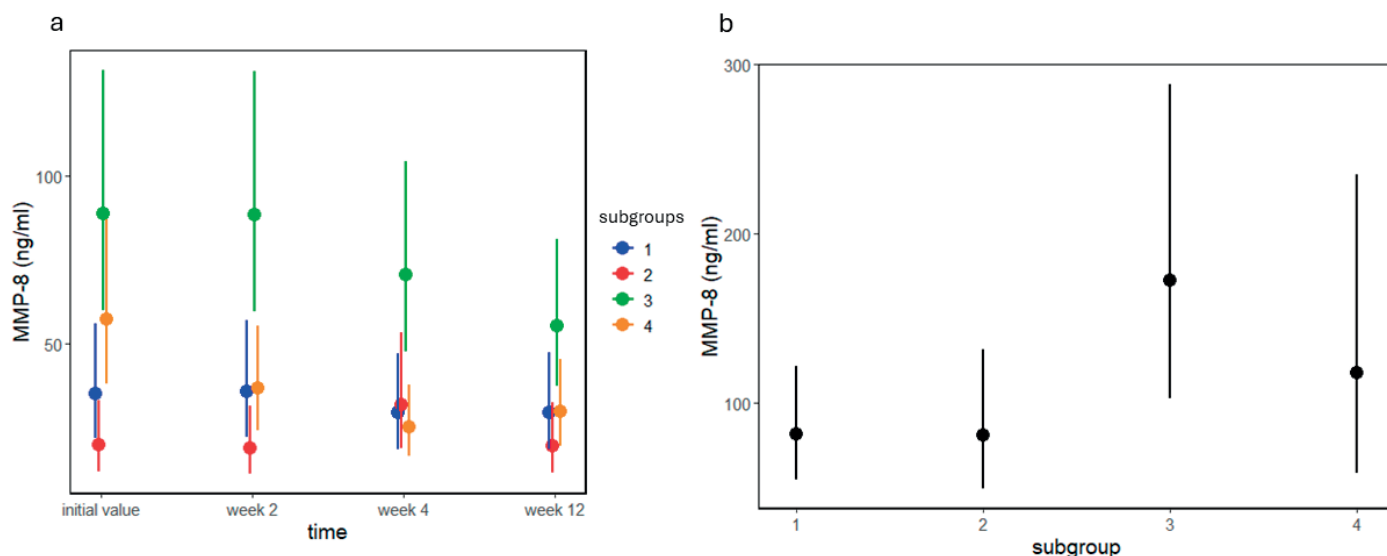 a
MMP-8 (ng/ml)
100
50
initial value
week 2
week 4
week 12
time
subgroups
1
2
3
4
b
MMP-8 (ng/ml)
300
200
100
1
2
3
4
subgroup